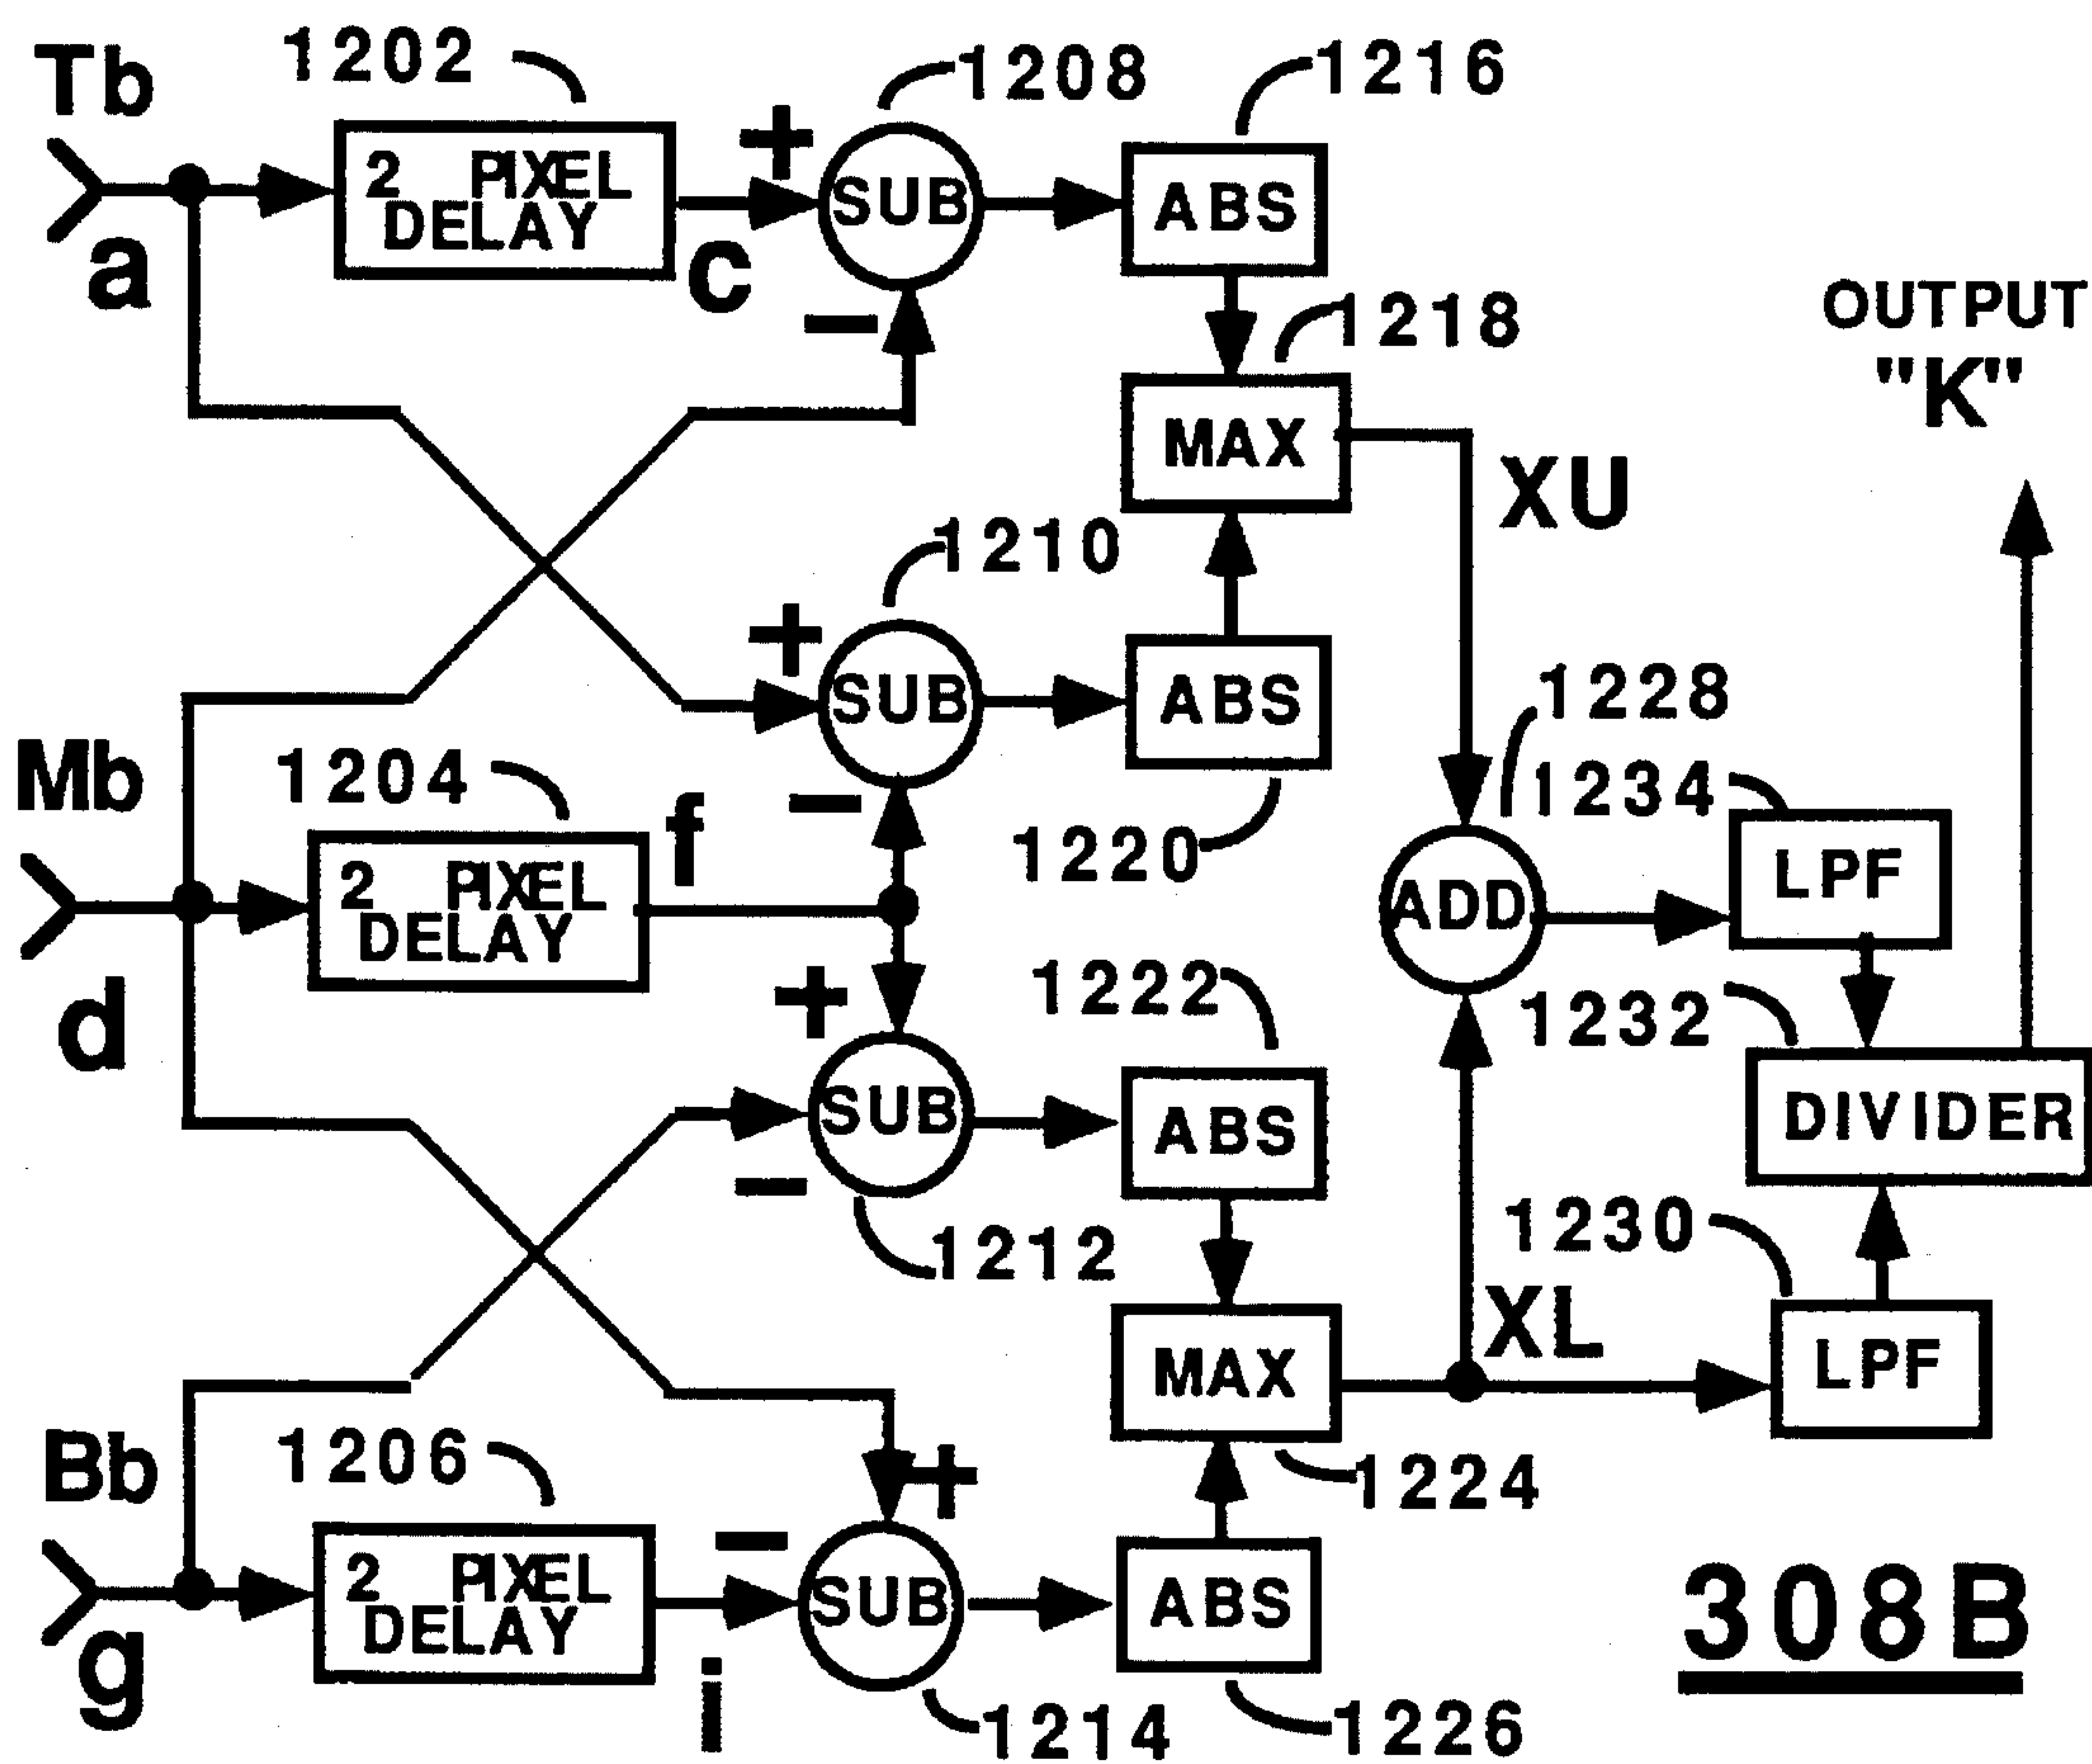 Tb
1202
1208
1216
2 PIXEL
DELAY
+
SUB
ABS
a
c
−
1218
OUTPUT
"K"
MAX
XU
1210
+
SUB
ABS
1228
Mb
1204
f
−
1220
1234
2 PIXEL
DELAY
ADD
LPF
d
+
1222
1232
SUB
ABS
DIVIDER
−
1212
1230
XL
MAX
LPF
Bb
1206
+
1224
−
2 PIXEL
DELAY
SUB
ABS
308B
g
i
1214
1226